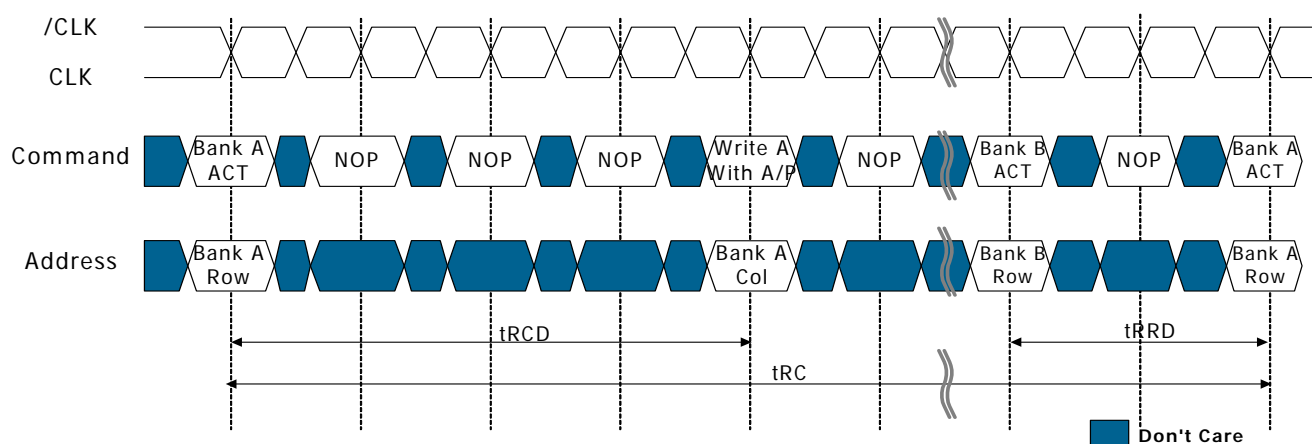 /CLK
CLK
Command
Bank A
ACT
NOP
NOP
NOP
Write A
With A/P
NOP
Bank B
ACT
NOP
Bank A
ACT
Address
Bank A
Row
Bank A
Col
Bank B
Row
Bank A
Row
tRCD
tRRD
tRC
Don't Care